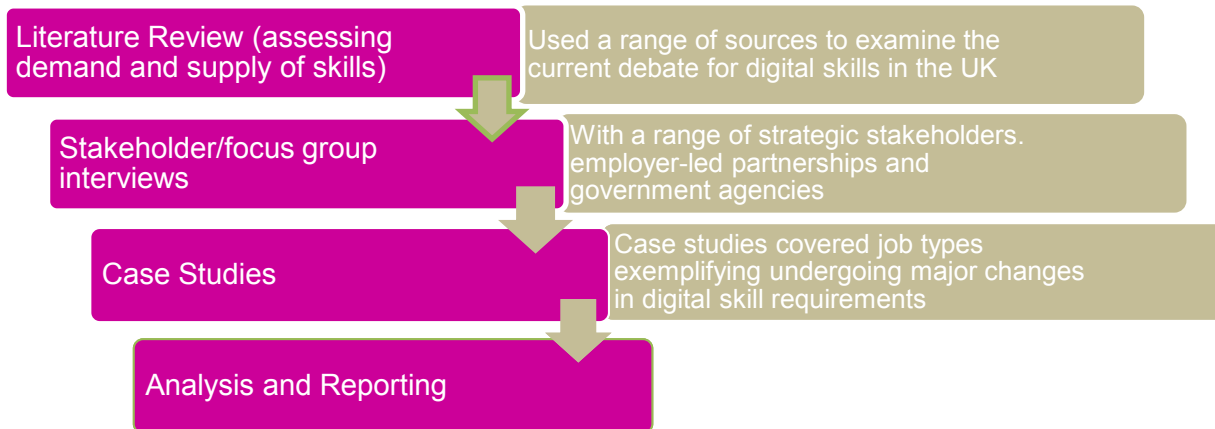 Literature Review (assessing
demand and supply of skills)
Used a range of sources to examine the
current debate for digital skills in the UK
Stakeholder/focus group
interviews
With a range of strategic stakeholders.
employer-led partnerships and
government agencies
Case Studies
Case studies covered job types
exemplifying undergoing major changes
in digital skill requirements
Analysis and Reporting